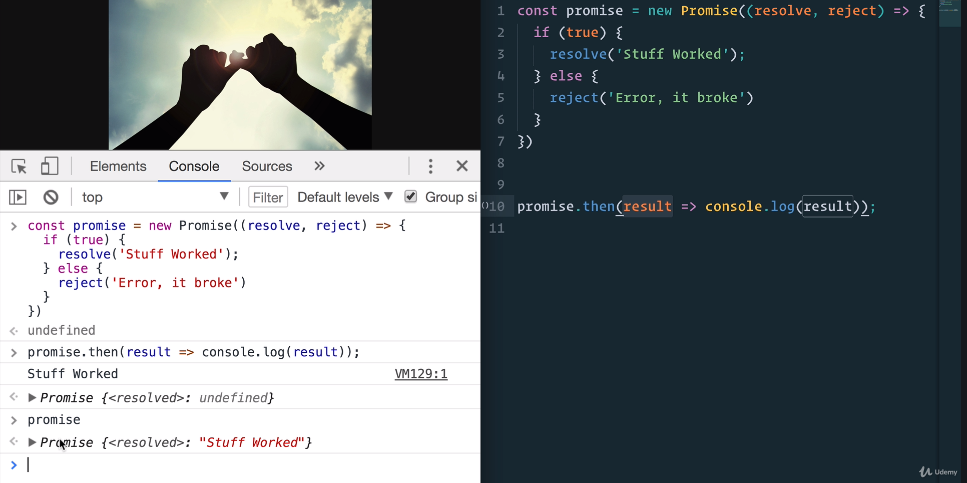 Elements Console Sources »
top Filter Default levels Group si
const promise = new Promise((resolve, reject) => {
if (true) {
resolve('Stuff Worked');
} else {
reject('Error, it broke')
}
})
undefined
promise.then(result => console.log(result));
Stuff Worked VM129:1
Promise {<resolved>: undefined}
promise
Promise {<resolved>: "Stuff Worked"}
1 const promise = new Promise((resolve, reject) => {
2 if (true) {
3 resolve('Stuff Worked');
4 } else {
5 reject('Error, it broke')
6 }
7 })
8
9
10 promise.then(result => console.log(result));
11
Udemy